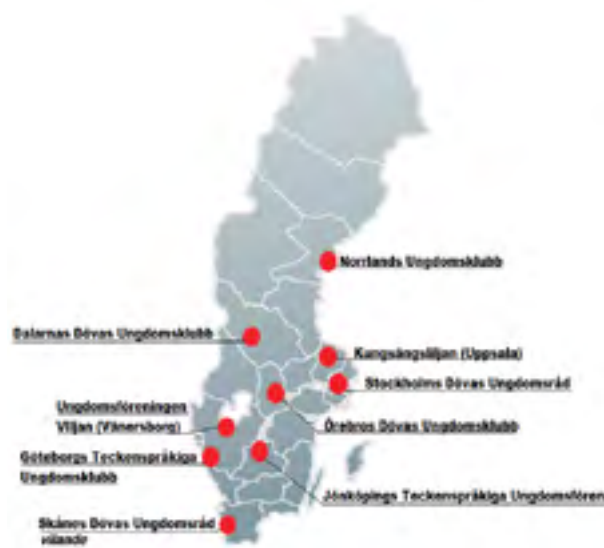 Norrlands Ungdomsklubb
Dalarnas Dövas Ungdomsklubb
Kungsängsliljan (Uppsala)
Stockholms Dövas Ungdomsråd
Ungdomsföreningen
Viljan (Vänersborg)
Örebros Dövas Ungdomsklubb
Göteborgs Teckenspråkiga
Ungdomsklubb
Jönköpings Teckenspråkiga Ungdomsfören
Skånes Dövas Ungdomsråd
vilande